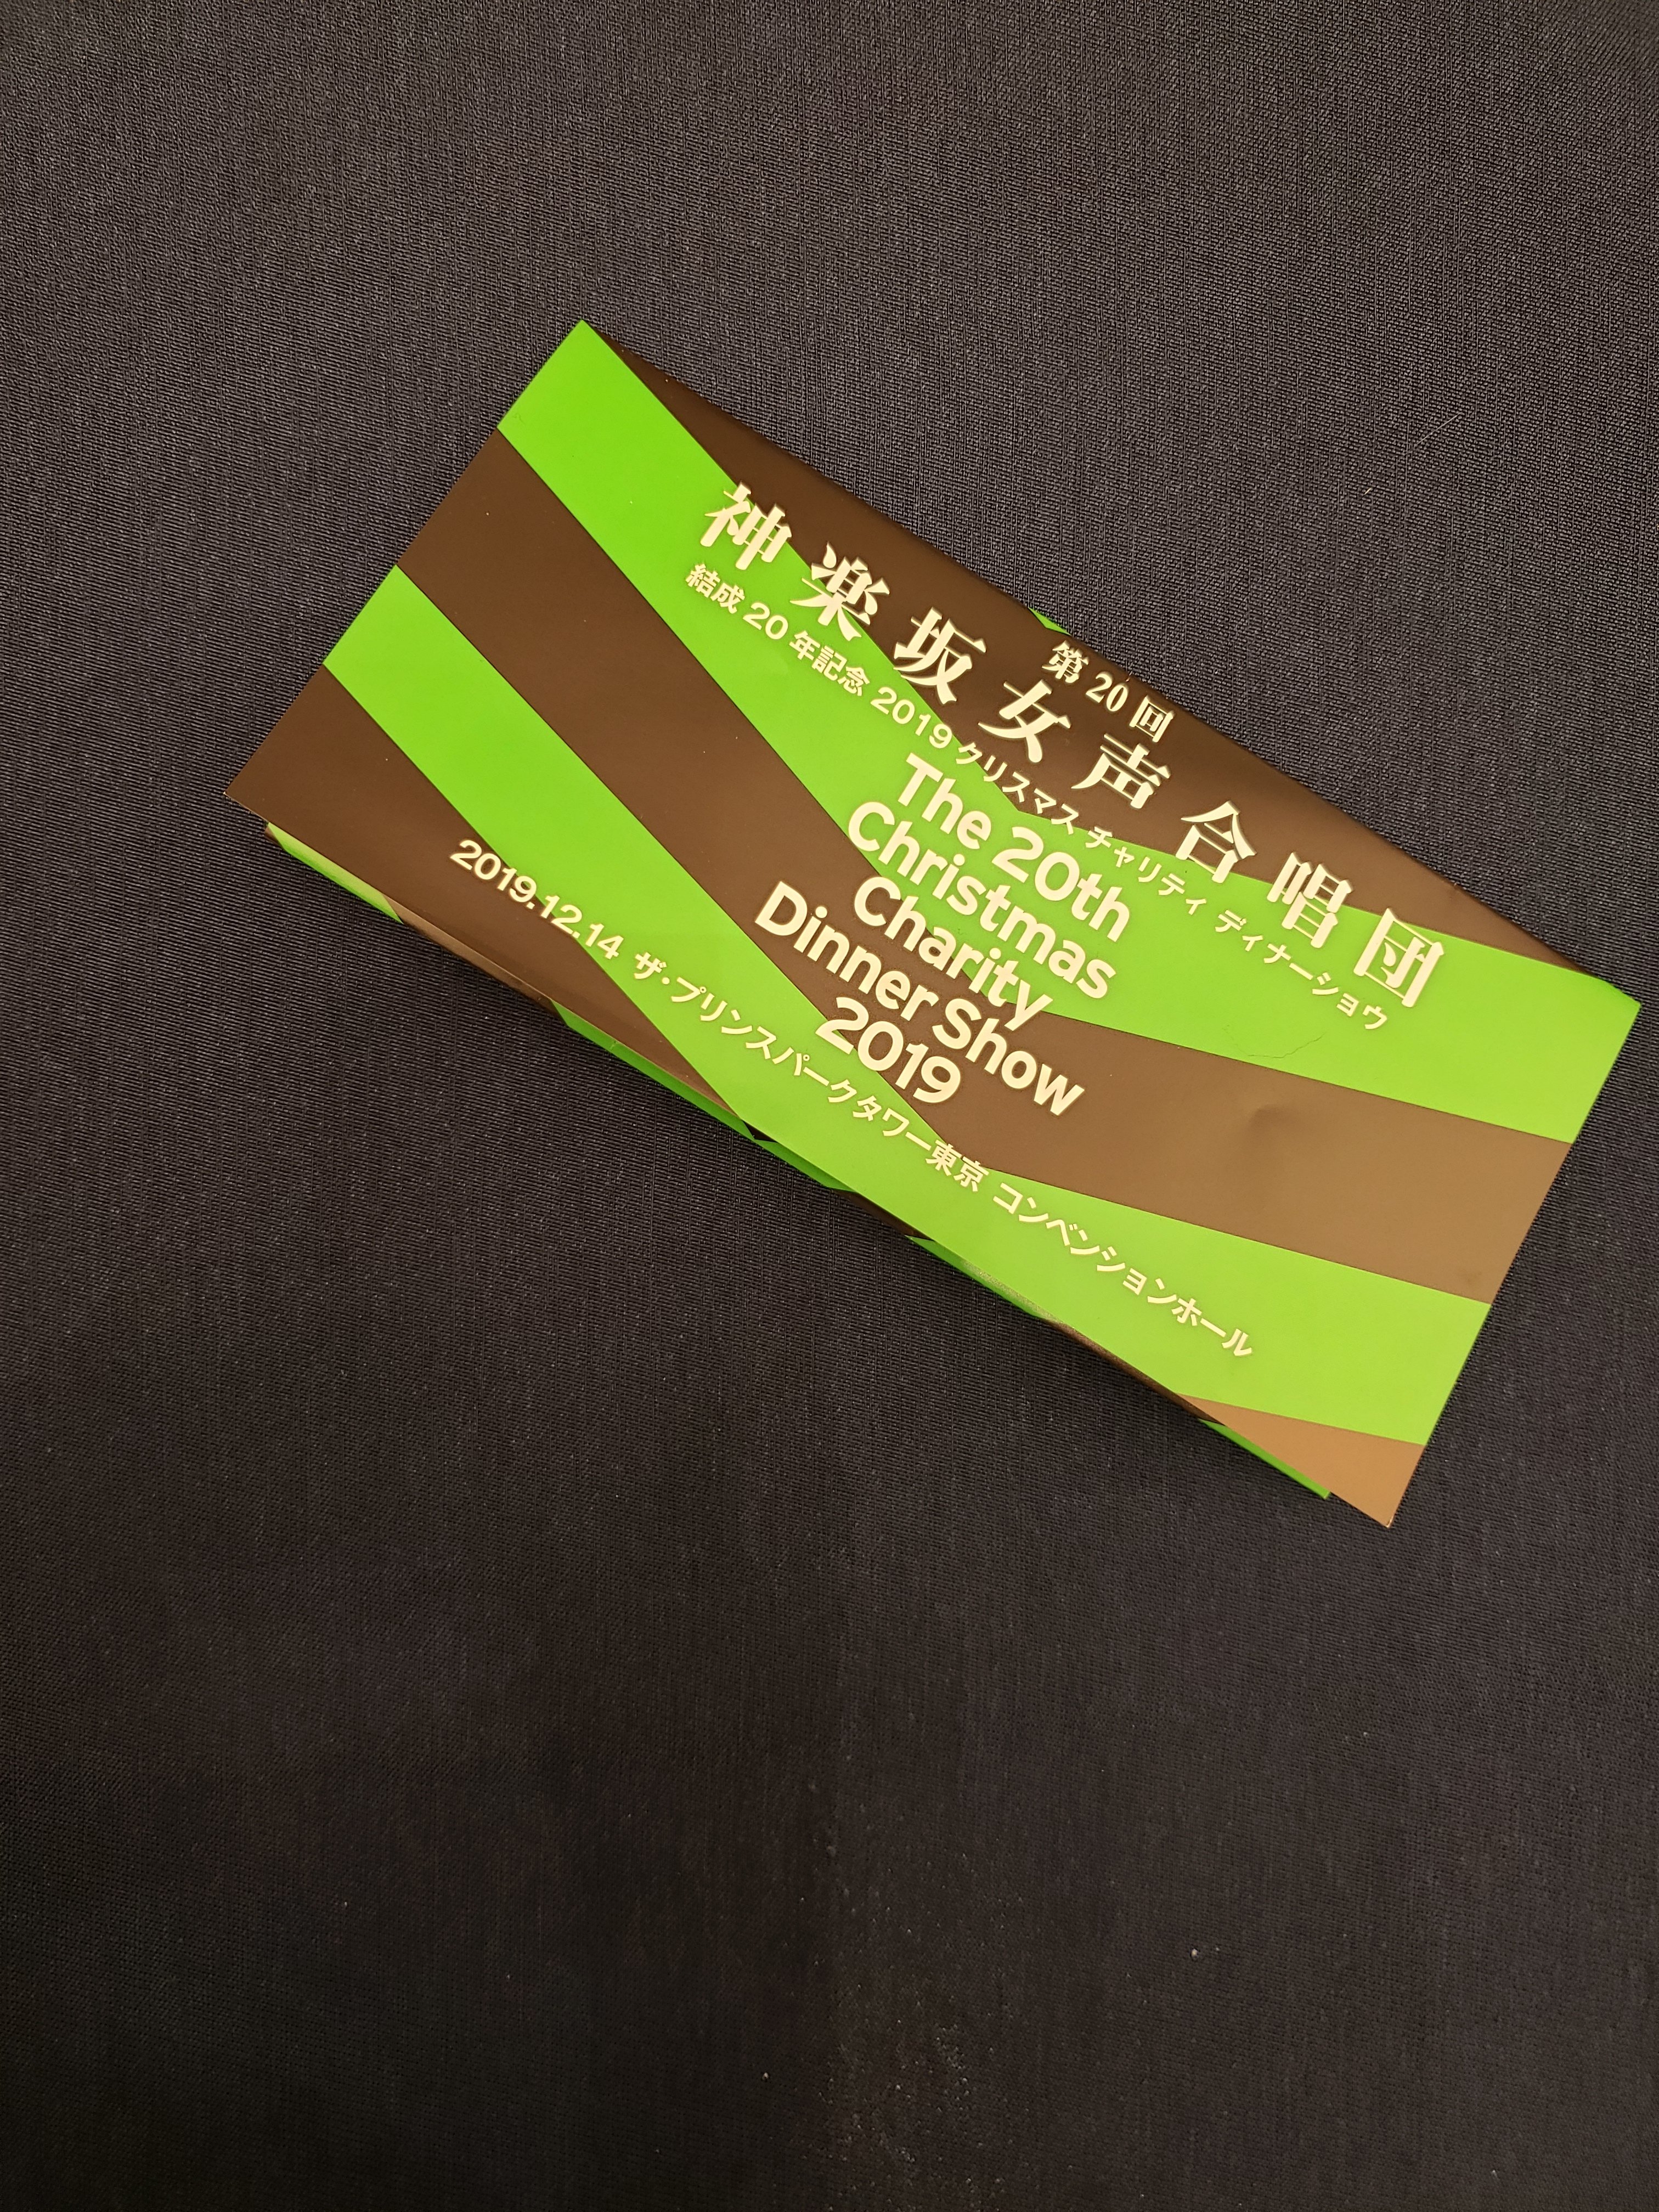 第20回
神楽坂女声合唱団
結成20年記念 2019 クリスマス チャリティ ディナーショウ
The 20th
Christmas
Charity
Dinner Show
2019
2019.12.14 ザ・プリンスパークタワー東京 コンベンションホール